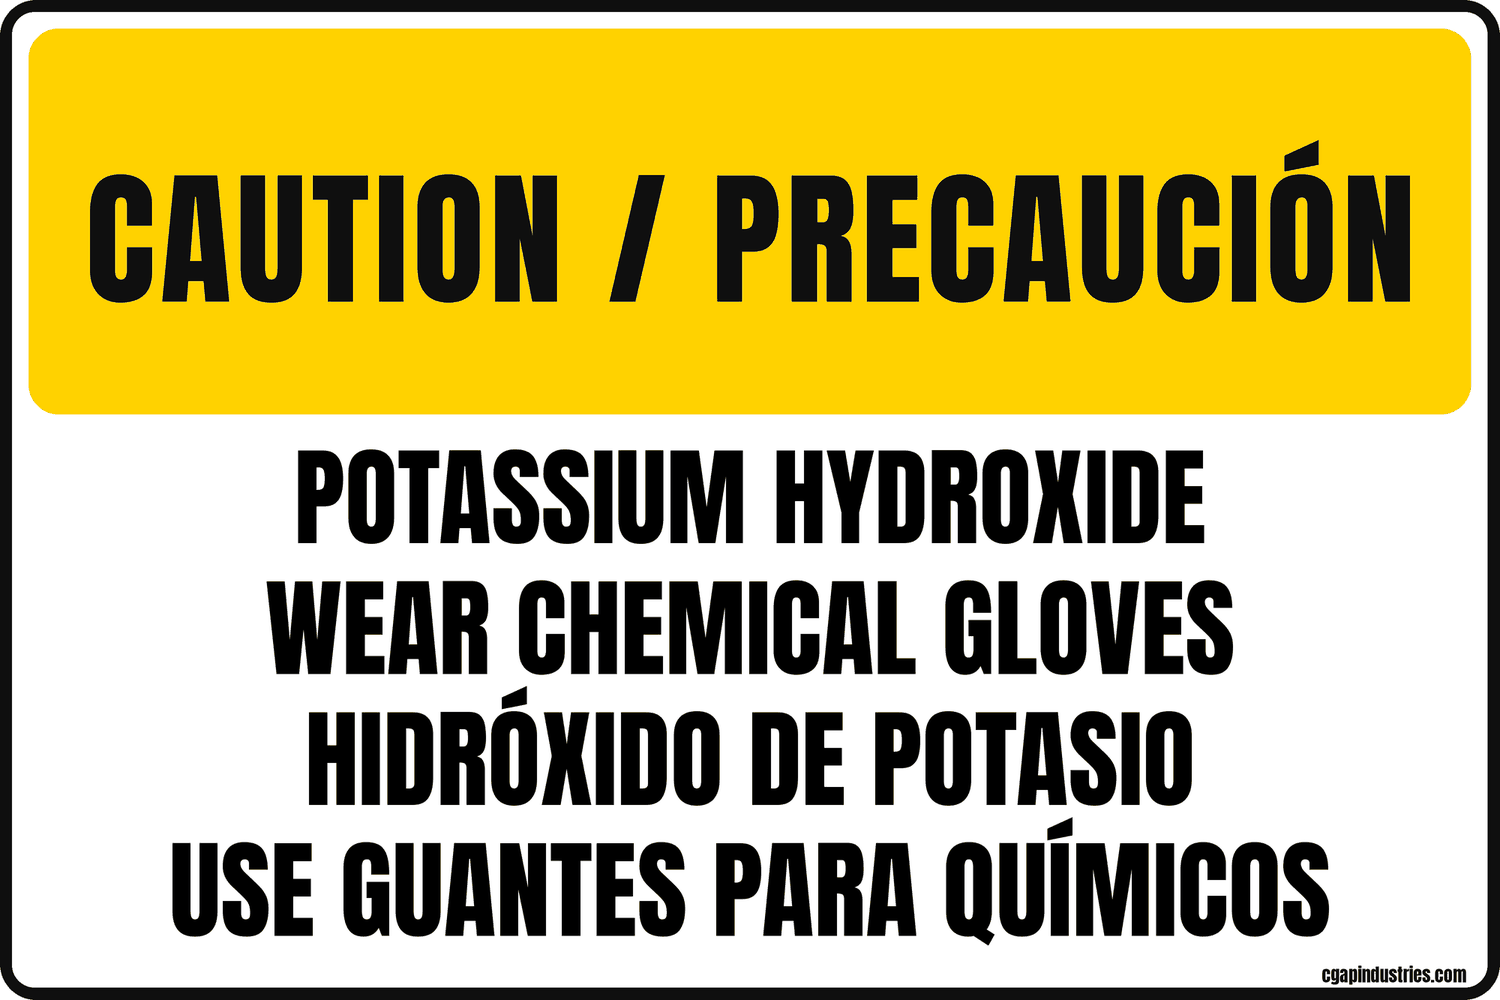 CAUTION / PRECAUCIÓN
POTASSIUM HYDROXIDE
WEAR CHEMICAL GLOVES
HIDRÓXIDO DE POTASIO
USE GUANTES PARA QUÍMICOS
cgapindustries.com